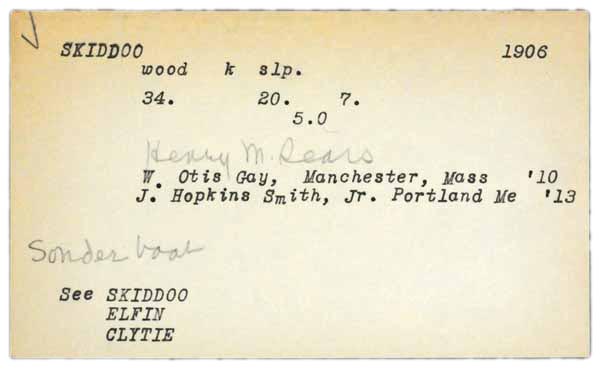 SKIDDOO 1906
wood k slp.
34. 20. 7.
5.0
Henry M. Sears
W. Otis Gay, Manchester, Mass '10
J. Hopkins Smith, Jr. Portland Me '13
Sonder boat
See SKIDDOO
ELFIN
CLYTIE